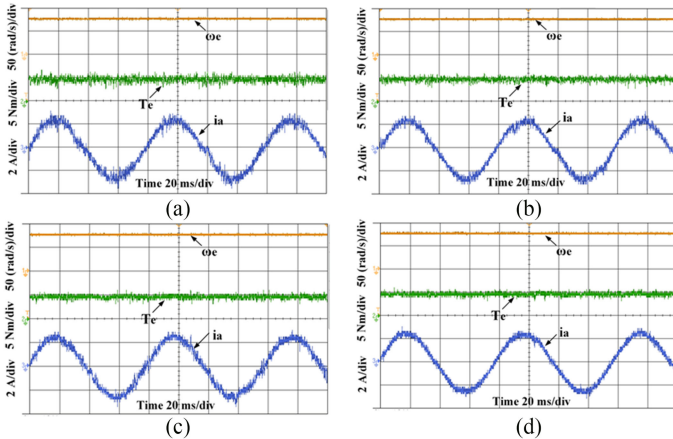 50 (rad/s)/div
5 Nm/div
2 A/div
ωe
Te
ia
Time 20 ms/div
(a)
50 (rad/s)/div
5 Nm/div
2 A/div
ωe
Te
ia
Time 20 ms/div
(b)
50 (rad/s)/div
5 Nm/div
2 A/div
ωe
Te
ia
Time 20 ms/div
(c)
50 (rad/s)/div
5 Nm/div
2 A/div
ωe
Te
ia
Time 20 ms/div
(d)